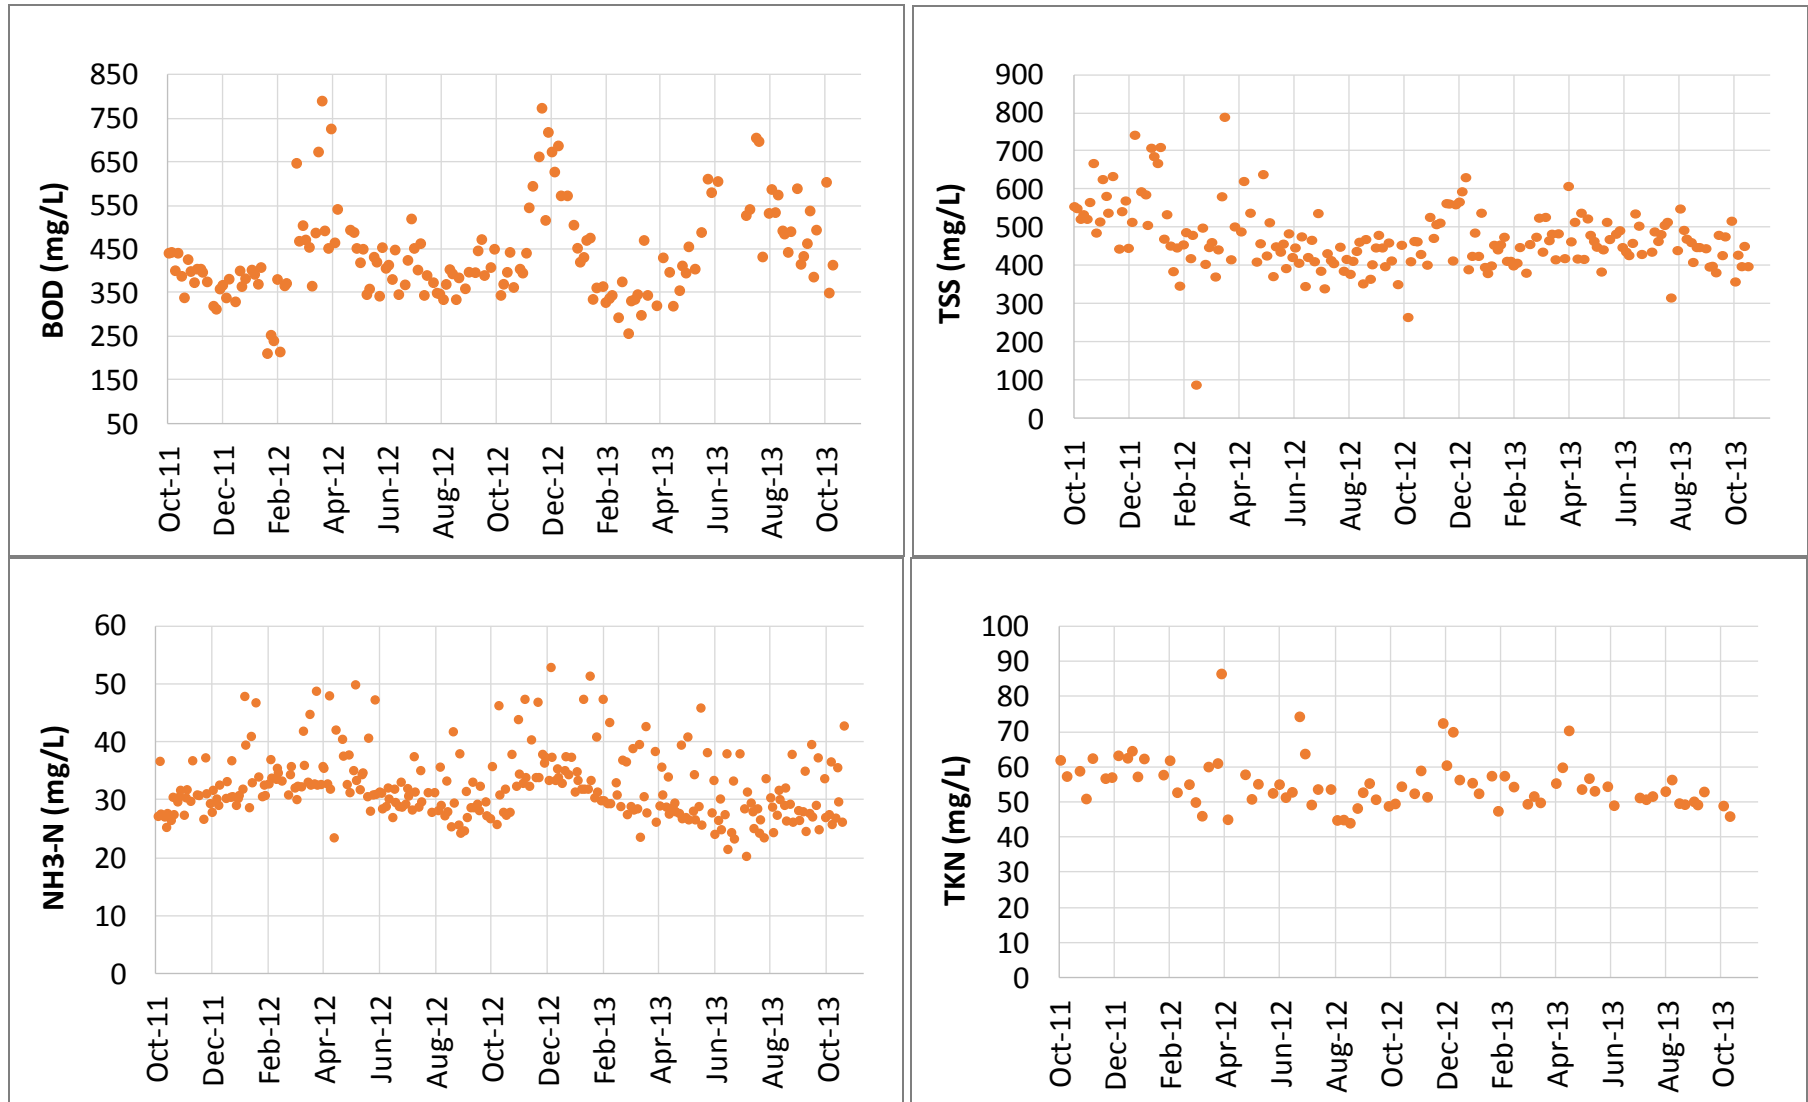 BOD (mg/L)
850
750
650
550
450
350
250
150
50
Oct-11
Dec-11
Feb-12
Apr-12
Jun-12
Aug-12
Oct-12
Dec-12
Feb-13
Apr-13
Jun-13
Aug-13
Oct-13
TSS (mg/L)
900
800
700
600
500
400
300
200
100
0
Oct-11
Dec-11
Feb-12
Apr-12
Jun-12
Aug-12
Oct-12
Dec-12
Feb-13
Apr-13
Jun-13
Aug-13
Oct-13
NH3-N (mg/L)
60
50
40
30
20
10
0
Oct-11
Dec-11
Feb-12
Apr-12
Jun-12
Aug-12
Oct-12
Dec-12
Feb-13
Apr-13
Jun-13
Aug-13
Oct-13
TKN (mg/L)
100
90
80
70
60
50
40
30
20
10
0
Oct-11
Dec-11
Feb-12
Apr-12
Jun-12
Aug-12
Oct-12
Dec-12
Feb-13
Apr-13
Jun-13
Aug-13
Oct-13